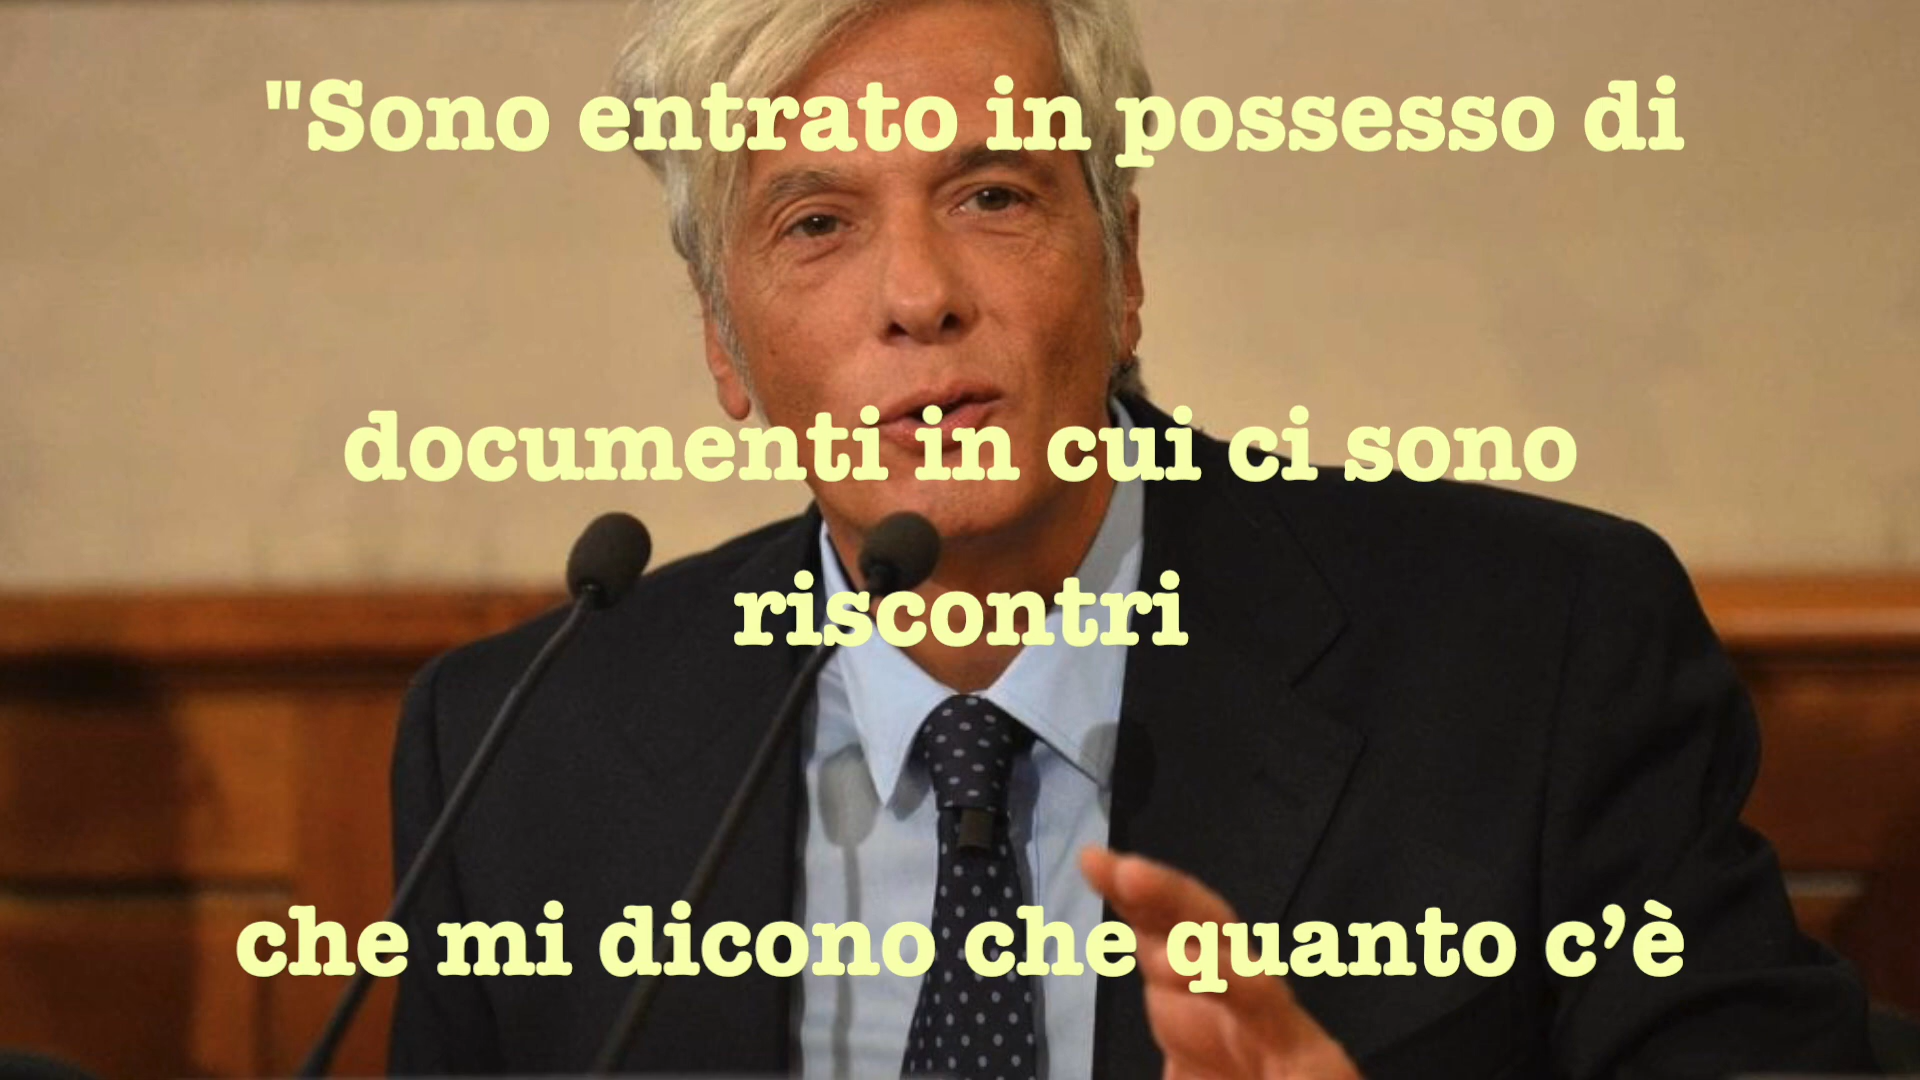 "Sono entrato in possesso di
documenti in cui ci sono
riscontri
che mi dicono che quanto c’è